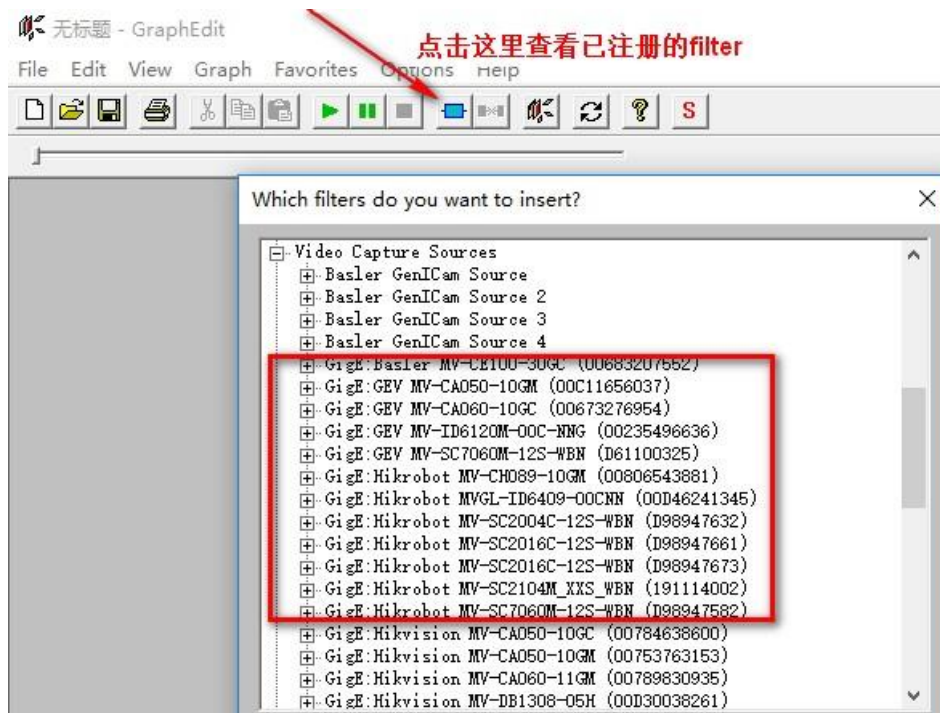 无标题 - GraphEdit
点击这里查看已注册的filter
File Edit View Graph Favorites Options Help
S
Which filters do you want to insert?
Video Capture Sources
Basler GenICam Source
Basler GenICam Source 2
Basler GenICam Source 3
Basler GenICam Source 4
GigE:Basler MV-CE100-30GC (00683207552)
GigE:GEV MV-CA050-10GM (00C11656037)
GigE:GEV MV-CA060-10GC (00673276954)
GigE:GEV MV-ID6120M-00C-NNG (00235496636)
GigE:GEV MV-SC7060M-12S-WBN (D61100325)
GigE:Hikrobot MV-CH089-10GM (00806543881)
GigE:Hikrobot MVGL-ID6409-00CNN (00D46241345)
GigE:Hikrobot MV-SC2004C-12S-WBN (D98947632)
GigE:Hikrobot MV-SC2016C-12S-WBN (D98947661)
GigE:Hikrobot MV-SC2016C-12S-WBN (D98947673)
GigE:Hikrobot MV-SC2104M_XXS_WBN (191114002)
GigE:Hikrobot MV-SC7060M-12S-WBN (D98947582)
GigE:Hikvision MV-CA050-10GC (00784638600)
GigE:Hikvision MV-CA050-10GM (00753763153)
GigE:Hikvision MV-CA060-11GM (00789830935)
GigE:Hikvision MV-DB1308-05H (00D30038261)